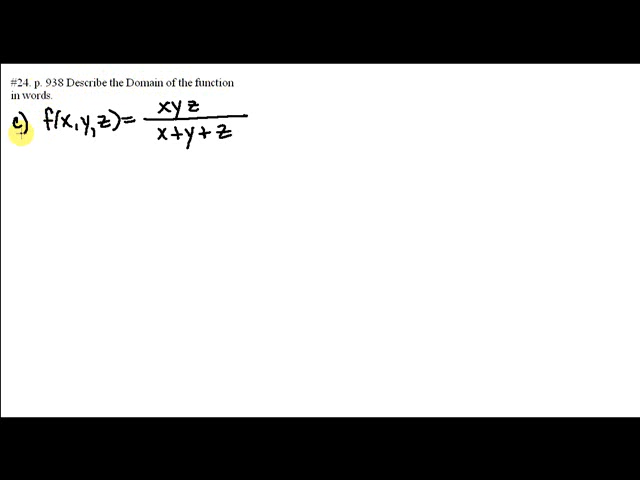 #24. p. 938 Describe the Domain of the function
in words.
c) f(x,y,z)= xyz
x+y+z